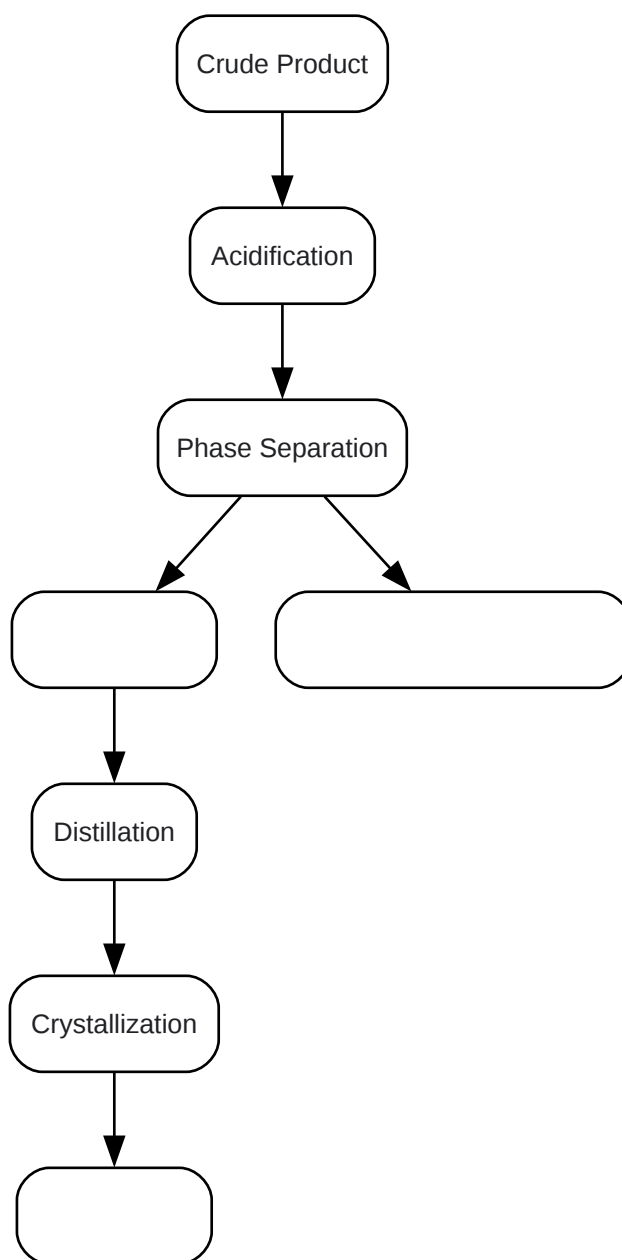 Crude Product
Acidification
Phase Separation
Distillation
Crystallization